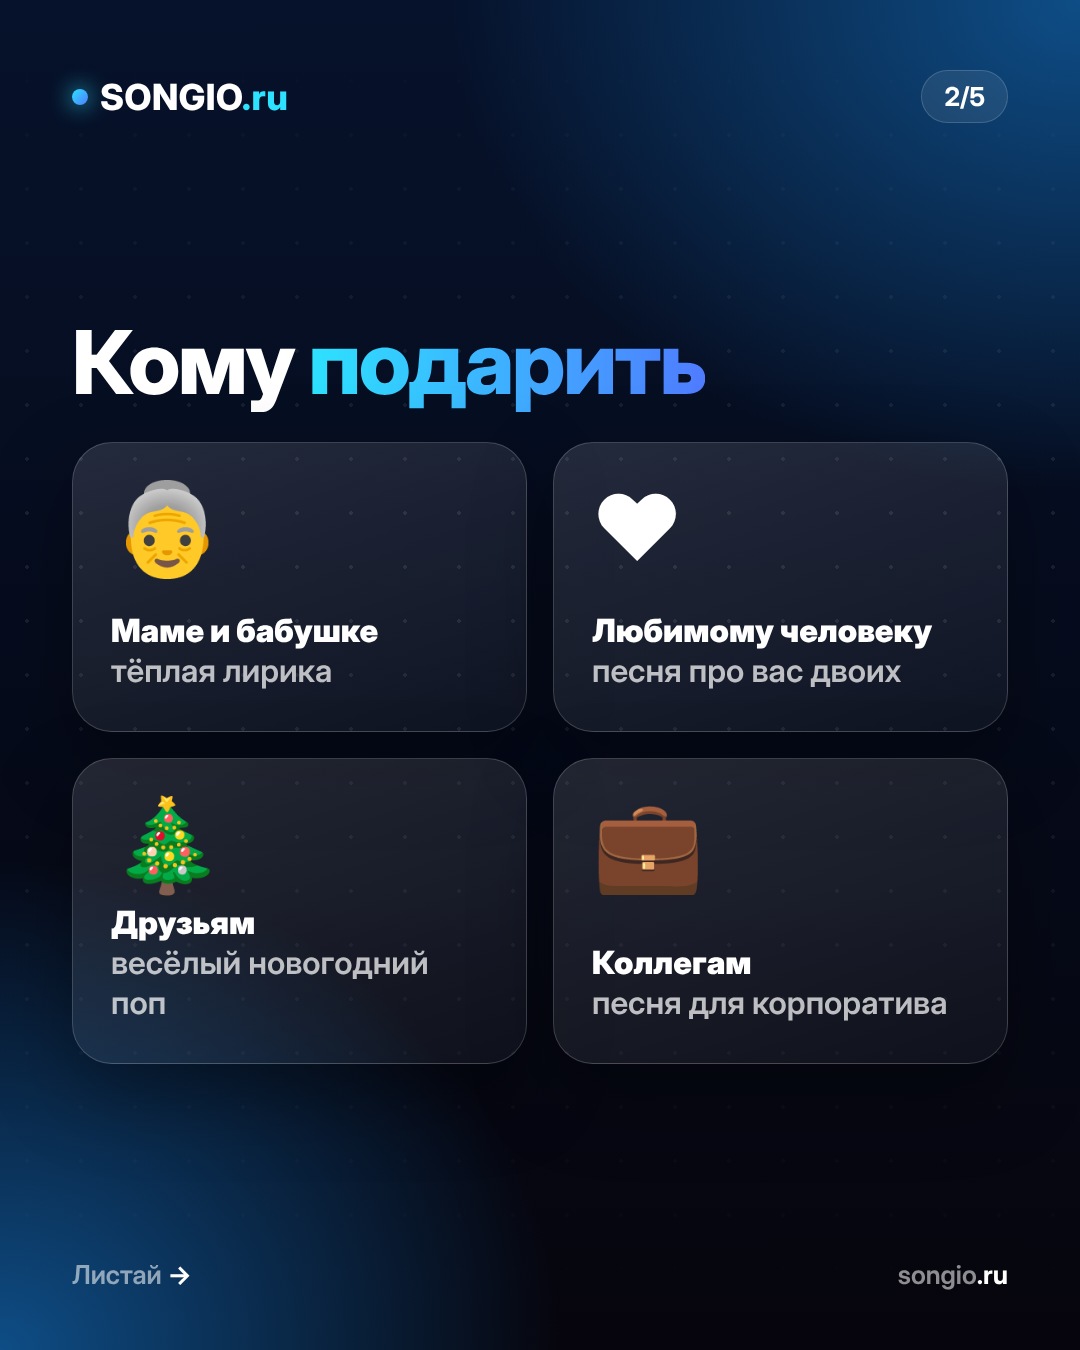 SONGIO.ru
2/5
Кому подарить
Маме и бабушке
тёплая лирика
Любимому человеку
песня про вас двоих
Друзьям
весёлый новогодний
поп
Коллегам
песня для корпоратива
Листай →
songio.ru